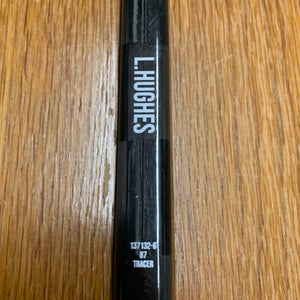 L.HUGHES
137132-6
87
TRACER